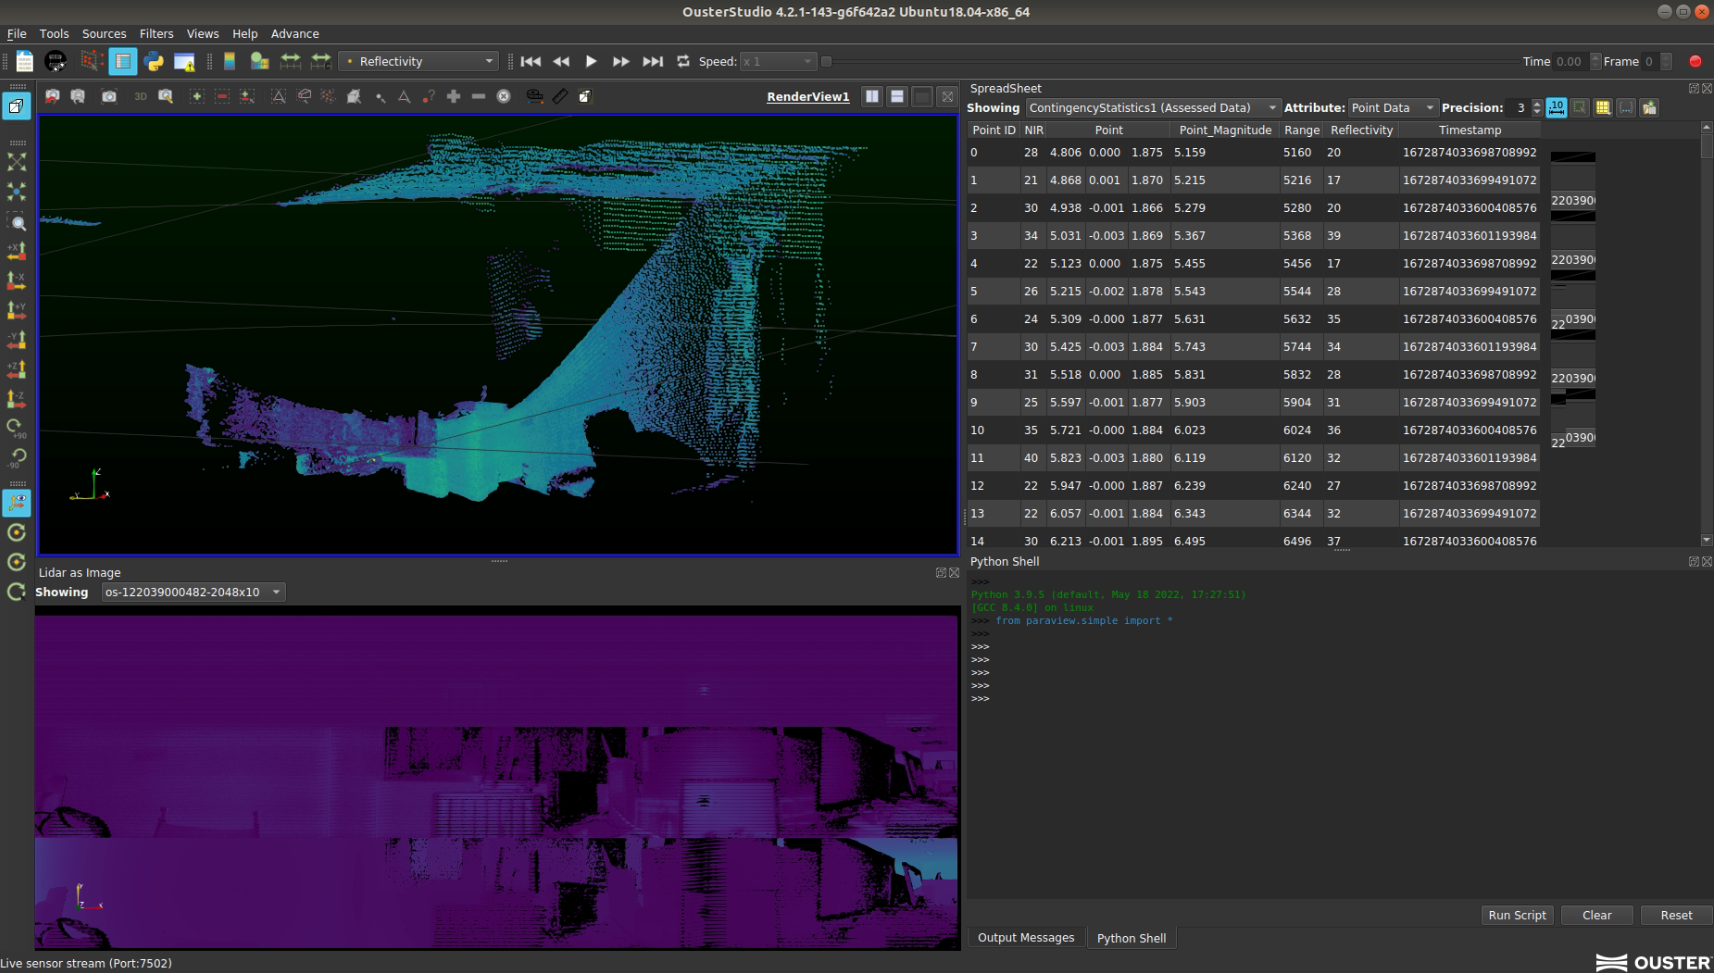 OusterStudio 4.2.1-143-g6f642a2 Ubuntu18.04-x86_64
File Tools Sources Filters Views Help Advance
Reflectivity Speed: x 1 Time 0.00 Frame 0
3D RenderView1
+X
-X
+Y
-Y
+Z
-Z
+90
-90
SpreadSheet
Showing ContingencyStatistics1 (Assessed Data) Attribute: Point Data Precision: 3
Point ID NIR Point Point_Magnitude Range Reflectivity Timestamp
0 28 4.806 0.000 1.875 5.159 5160 20 1672874033698708992
1 21 4.868 0.001 1.870 5.215 5216 17 1672874033699491072
2 30 4.938 -0.001 1.866 5.279 5280 20 1672874033600408576
3 34 5.031 -0.003 1.869 5.367 5368 39 1672874033601193984
4 22 5.123 0.000 1.875 5.455 5456 17 1672874033698708992
5 26 5.215 -0.002 1.878 5.543 5544 28 1672874033699491072
6 24 5.309 -0.000 1.877 5.631 5632 35 1672874033600408576
7 30 5.425 -0.003 1.884 5.743 5744 34 1672874033601193984
8 31 5.518 0.000 1.885 5.831 5832 28 1672874033698708992
9 25 5.597 -0.001 1.877 5.903 5904 31 1672874033699491072
10 35 5.721 -0.000 1.884 6.023 6024 36 1672874033600408576
11 40 5.823 -0.003 1.880 6.119 6120 32 1672874033601193984
12 22 5.947 -0.000 1.887 6.239 6240 27 1672874033698708992
13 22 6.057 -0.001 1.884 6.343 6344 32 1672874033699491072
14 30 6.213 -0.001 1.895 6.495 6496 37 1672874033600408576
Lidar as Image
Showing os-122039000482-2048x10
Python Shell
>>>
Python 3.9.5 (default, May 18 2022, 17:27:51)
[GCC 8.4.0] on linux
>>> from paraview.simple import *
>>>
>>>
>>>
>>>
>>>
>>>
Run Script Clear Reset
Output Messages Python Shell
Live sensor stream (Port:7502)
OUSTER